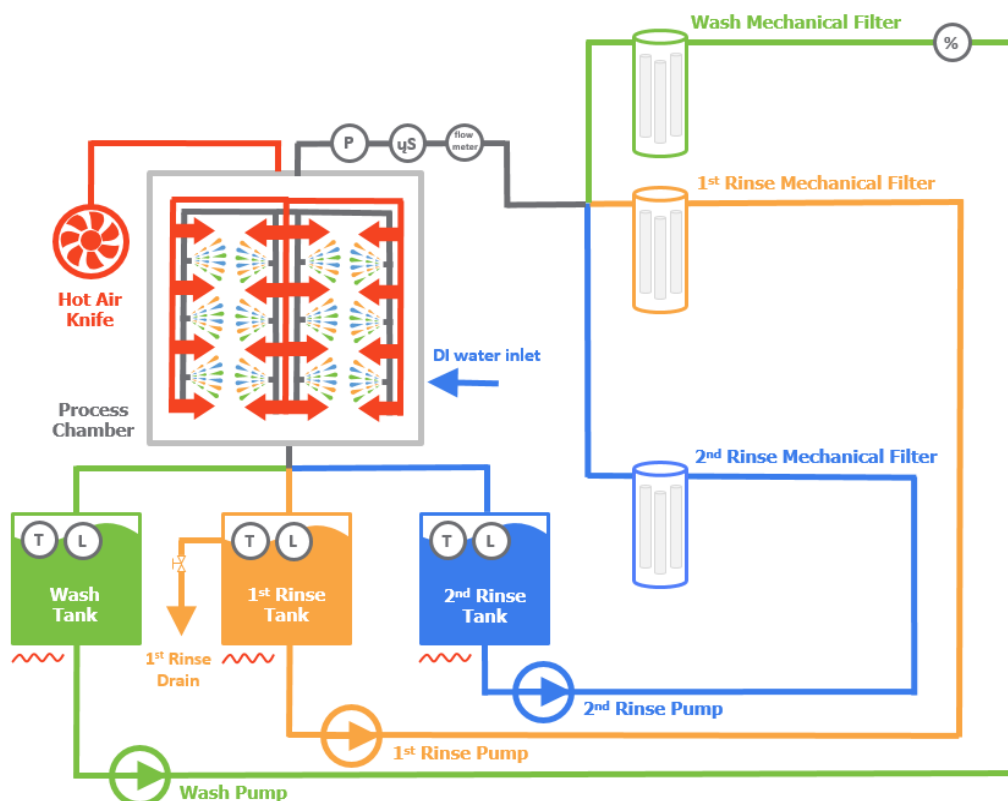 Wash Mechanical Filter
%
P
ųS
flow
meter
1st Rinse Mechanical Filter
Hot Air
Knife
DI water inlet
Process
Chamber
2nd Rinse Mechanical Filter
T
L
T
L
T
L
Wash
Tank
1st Rinse
Tank
2nd Rinse
Tank
1st Rinse
Drain
2nd Rinse Pump
1st Rinse Pump
Wash Pump